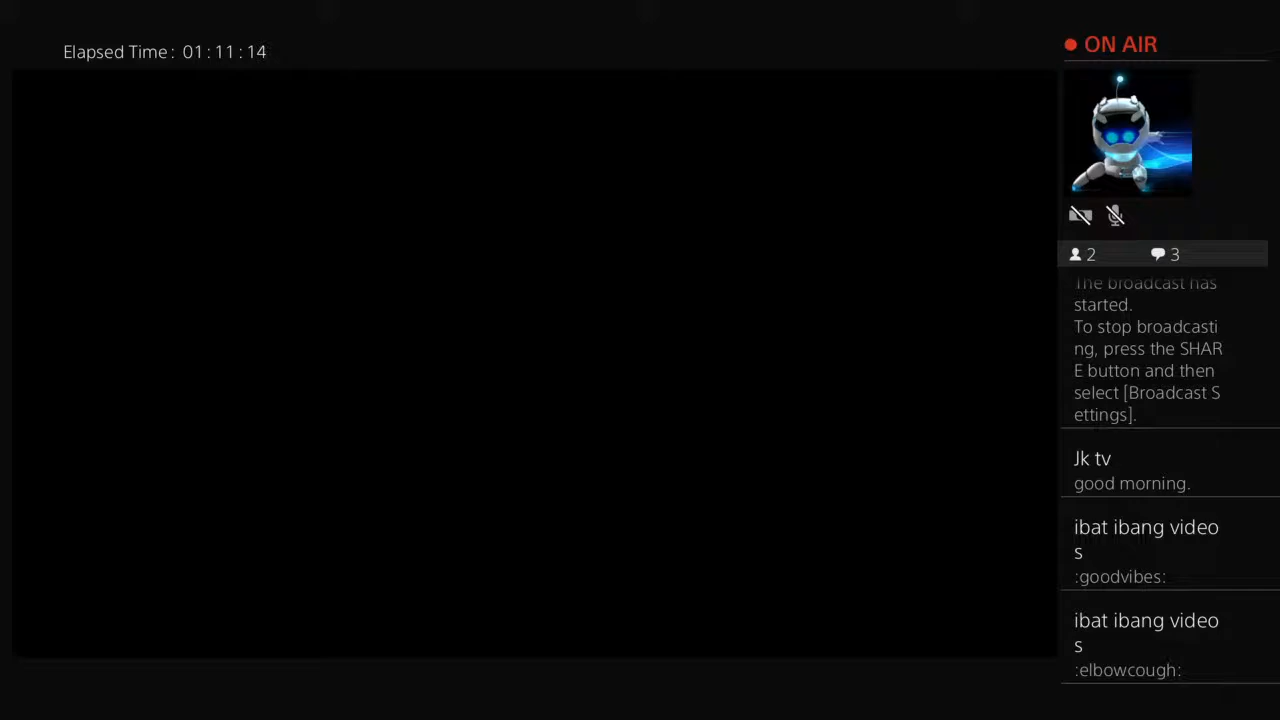 Elapsed Time: 01:11:14
ON AIR
2
3
The broadcast has
started.
To stop broadcasti
ng, press the SHAR
E button and then
select [Broadcast S
ettings].
Jk tv
good morning.
ibat ibang video
s
:goodvibes:
ibat ibang video
s
:elbowcough: